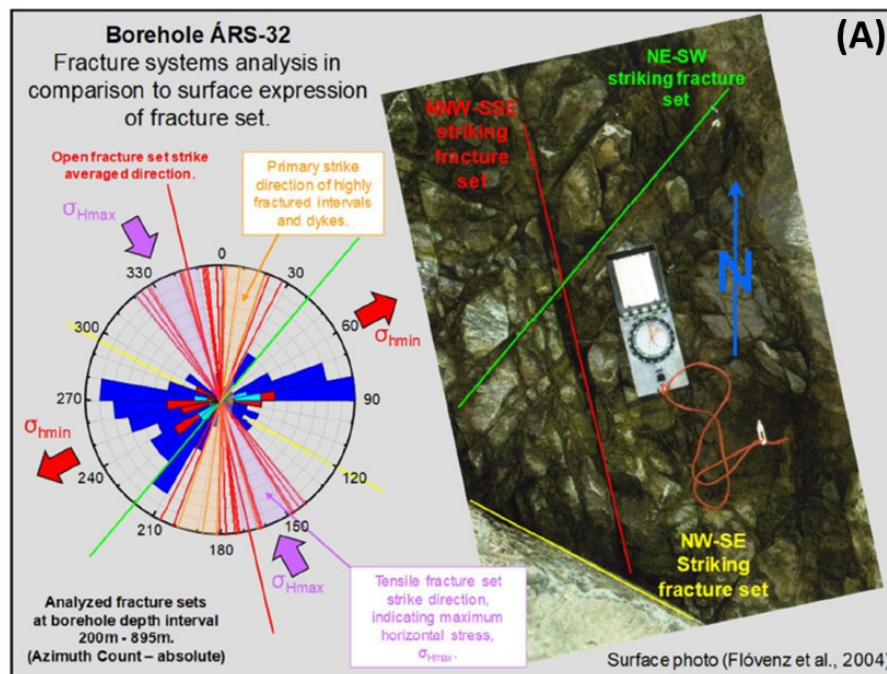 (A)
Borehole ÁRS-32
Fracture systems analysis in
comparison to surface expression
of fracture set.
Open fracture set strike
averaged direction.
Primary strike
direction of highly
fractured intervals
and dykes.
σHmax
0
30
60
90
120
150
180
210
240
270
300
330
σhmin
σhmin
σHmax
Tensile fracture set
strike direction,
indicating maximum
horizontal stress,
σHmax.
Analyzed fracture sets
at borehole depth interval
200m - 895m.
(Azimuth Count – absolute)
NE-SW
striking fracture
set
NNW-SSE
striking
fracture
set
N
NW-SE
Striking
fracture set
Surface photo (Flóvenz et al., 2004)